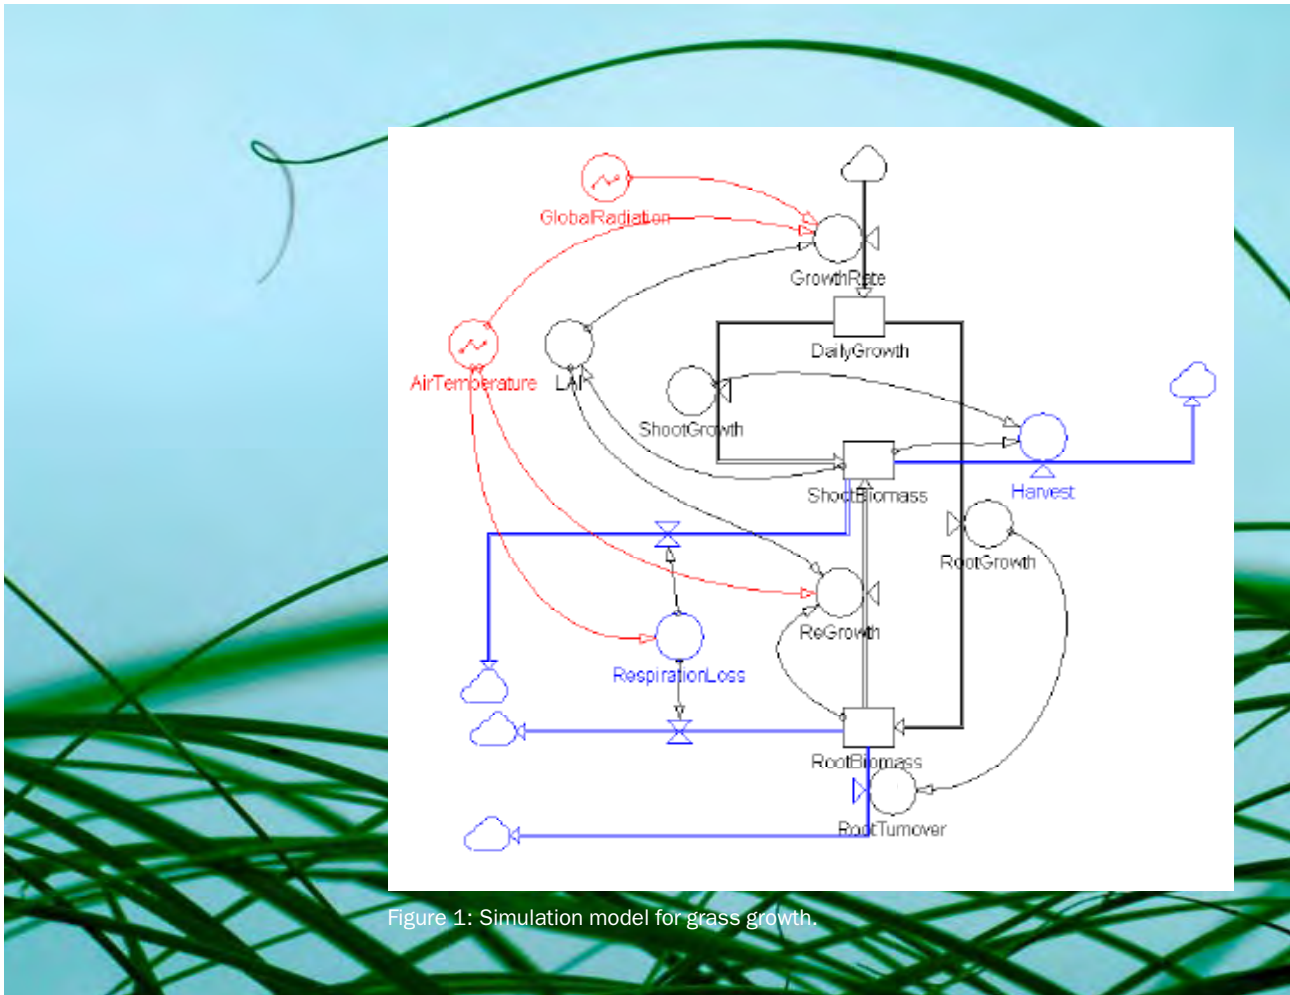 GlobalRadiation
GrowthRate
DailyGrowth
AirTemperature
LAI
ShootGrowth
ShootBiomass
Harvest
RootGrowth
ReGrowth
RespirationLoss
RootBiomass
RootTurnover
Figure 1: Simulation model for grass growth.